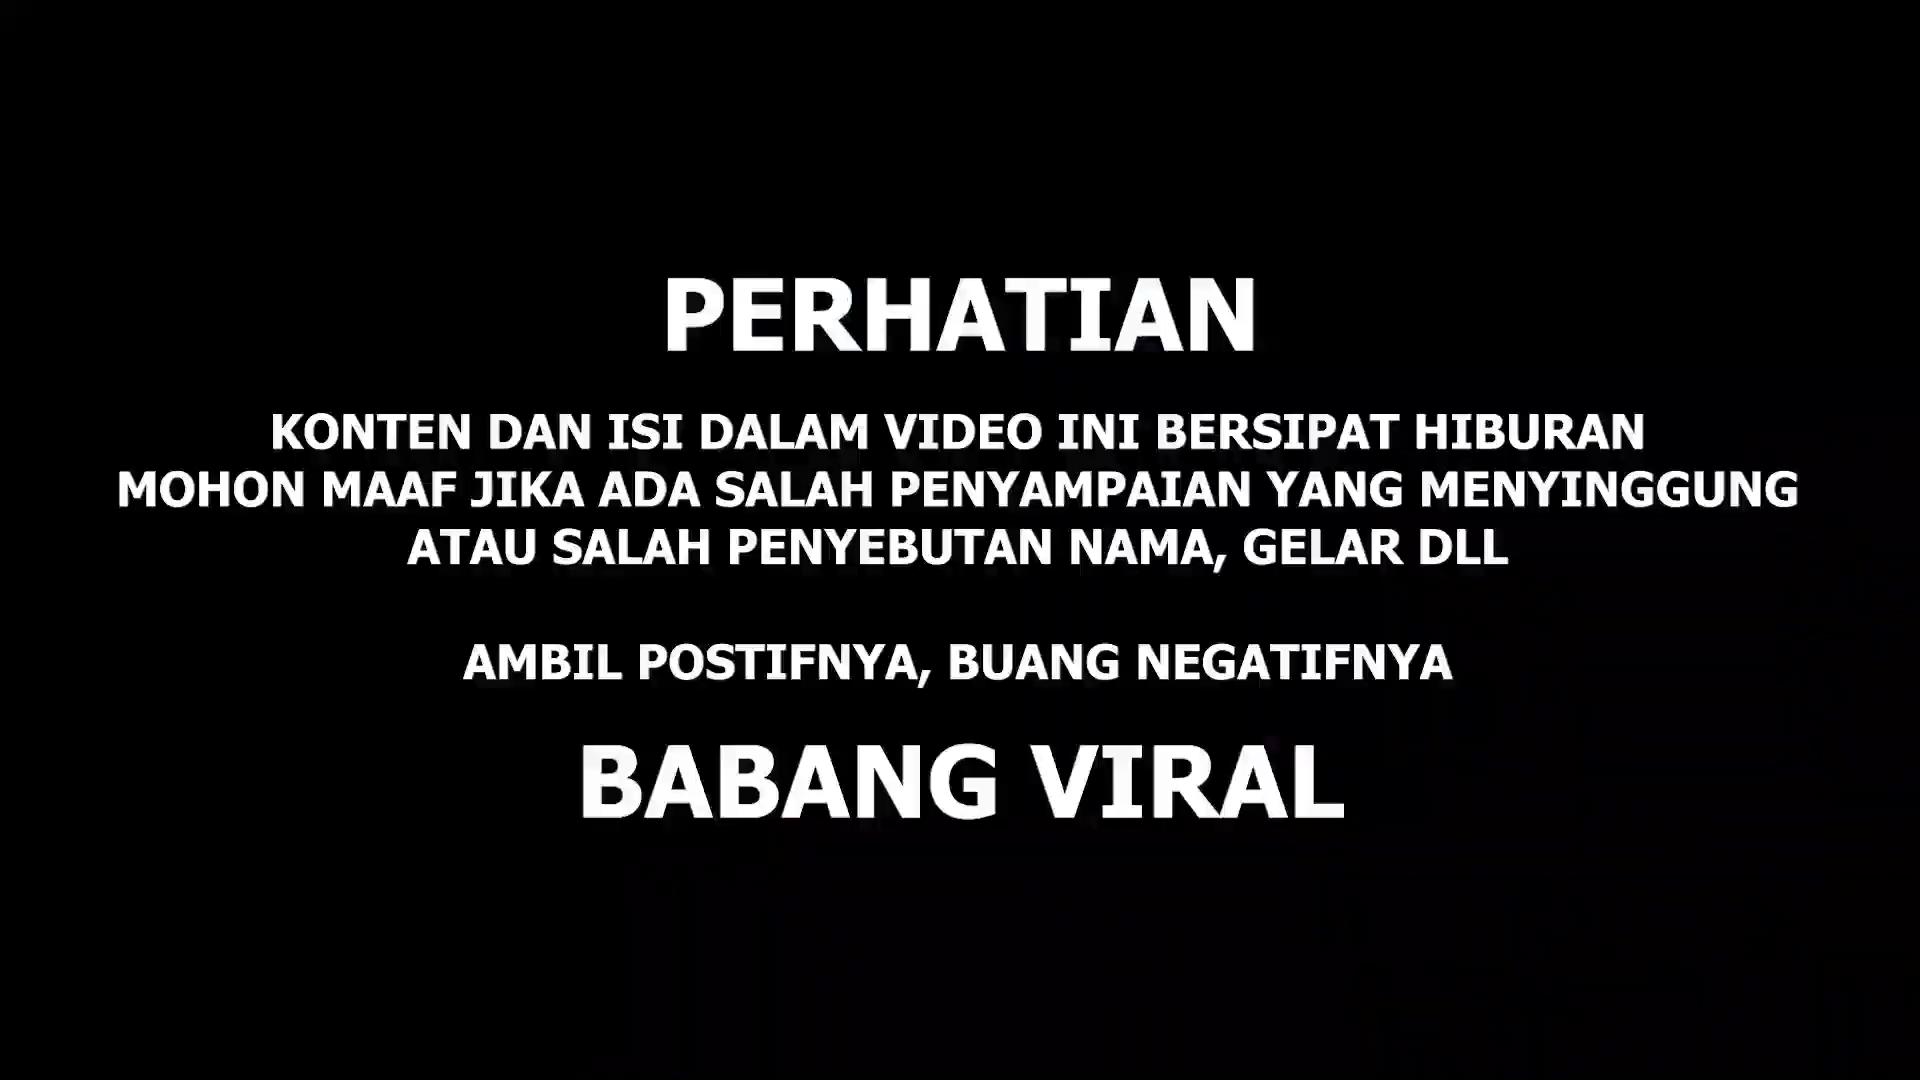 PERHATIAN
KONTEN DAN ISI DALAM VIDEO INI BERSIPAT HIBURAN
MOHON MAAF JIKA ADA SALAH PENYAMPAIAN YANG MENYINGGUNG
ATAU SALAH PENYEBUTAN NAMA, GELAR DLL
AMBIL POSTIFNYA, BUANG NEGATIFNYA
BABANG VIRAL